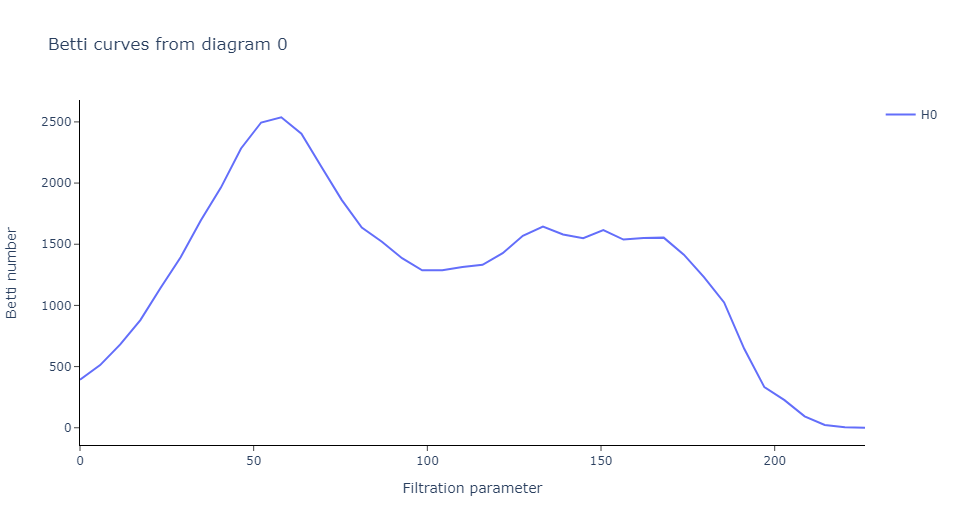 Betti curves from diagram 0
H0
2500
2000
1500
1000
500
0
Betti number
0 50 100 150 200
Filtration parameter